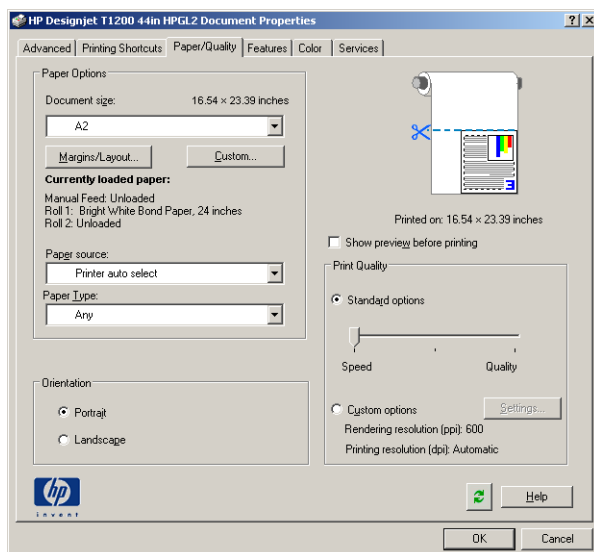 HP Designjet T1200 44in HPGL2 Document Properties
? X
Advanced Printing Shortcuts Paper/Quality Features Color Services
Paper Options
Document size: 16.54 × 23.39 inches
A2
Margins/Layout... Custom...
Currently loaded paper:
Manual Feed: Unloaded
Roll 1: Bright White Bond Paper, 24 inches
Roll 2: Unloaded
Paper source:
Printer auto select
Paper Type:
Any
Orientation
Portrait
Landscape
3
Printed on: 16.54 × 23.39 inches
Show preview before printing
Print Quality
Standard options
Speed Quality
Custom options Settings...
Rendering resolution (ppi): 600
Printing resolution (dpi): Automatic
hp
invent
Help
OK Cancel